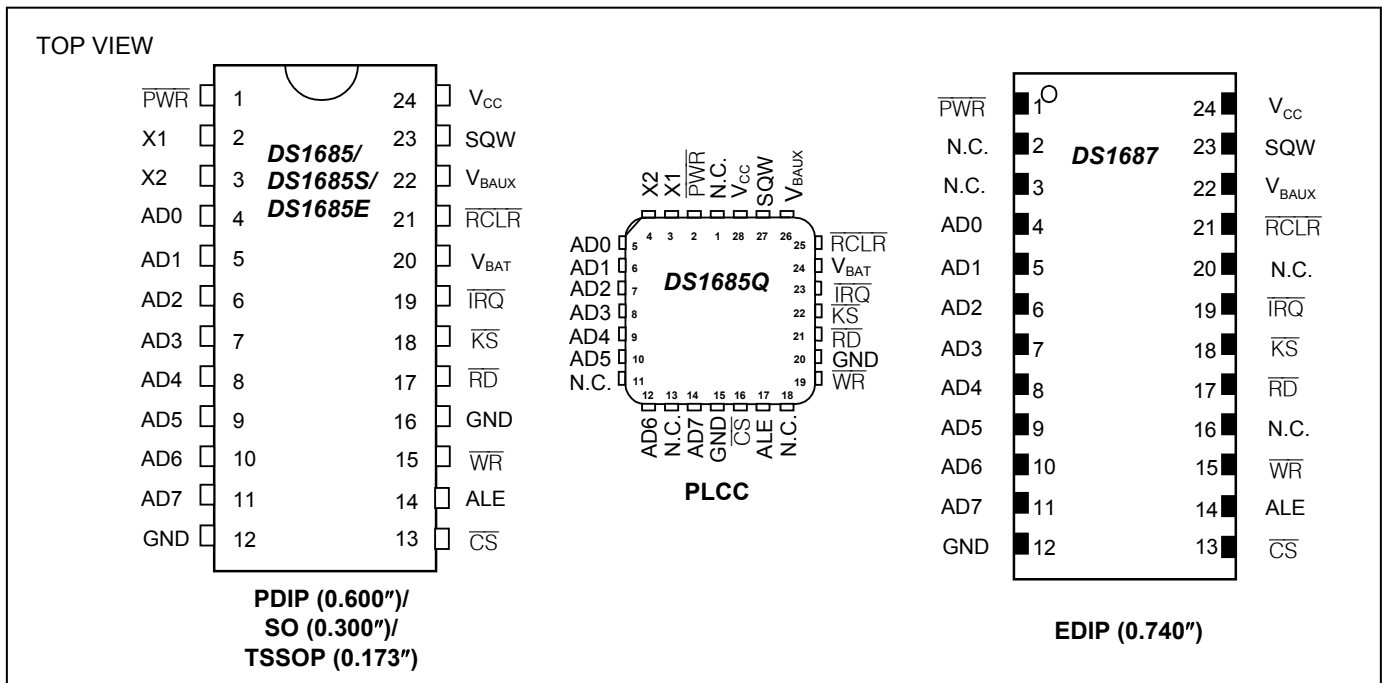 TOP VIEW
PWR 1 24 VCC
X1 2 23 SQW
X2 3 22 VBAUX
AD0 4 21 RCLR
AD1 5 20 VBAT
AD2 6 19 IRQ
AD3 7 18 KS
AD4 8 17 RD
AD5 9 16 GND
AD6 10 15 WR
AD7 11 14 ALE
GND 12 13 CS
DS1685/
DS1685S/
DS1685E
PDIP (0.600″)/
SO (0.300″)/
TSSOP (0.173″)
X2 X1 PWR N.C. VCC SQW VBAUX
4 3 2 1 28 27 26
AD0 5 25 RCLR
AD1 6 24 VBAT
AD2 7 23 IRQ
AD3 8 22 KS
AD4 9 21 RD
AD5 10 20 GND
N.C. 11 19 WR
DS1685Q
12 13 14 15 16 17 18
AD6 N.C. AD7 GND CS ALE N.C.
PLCC
PWR 1 24 VCC
N.C. 2 23 SQW
N.C. 3 22 VBAUX
AD0 4 21 RCLR
AD1 5 20 N.C.
AD2 6 19 IRQ
AD3 7 18 KS
AD4 8 17 RD
AD5 9 16 N.C.
AD6 10 15 WR
AD7 11 14 ALE
GND 12 13 CS
DS1687
EDIP (0.740″)